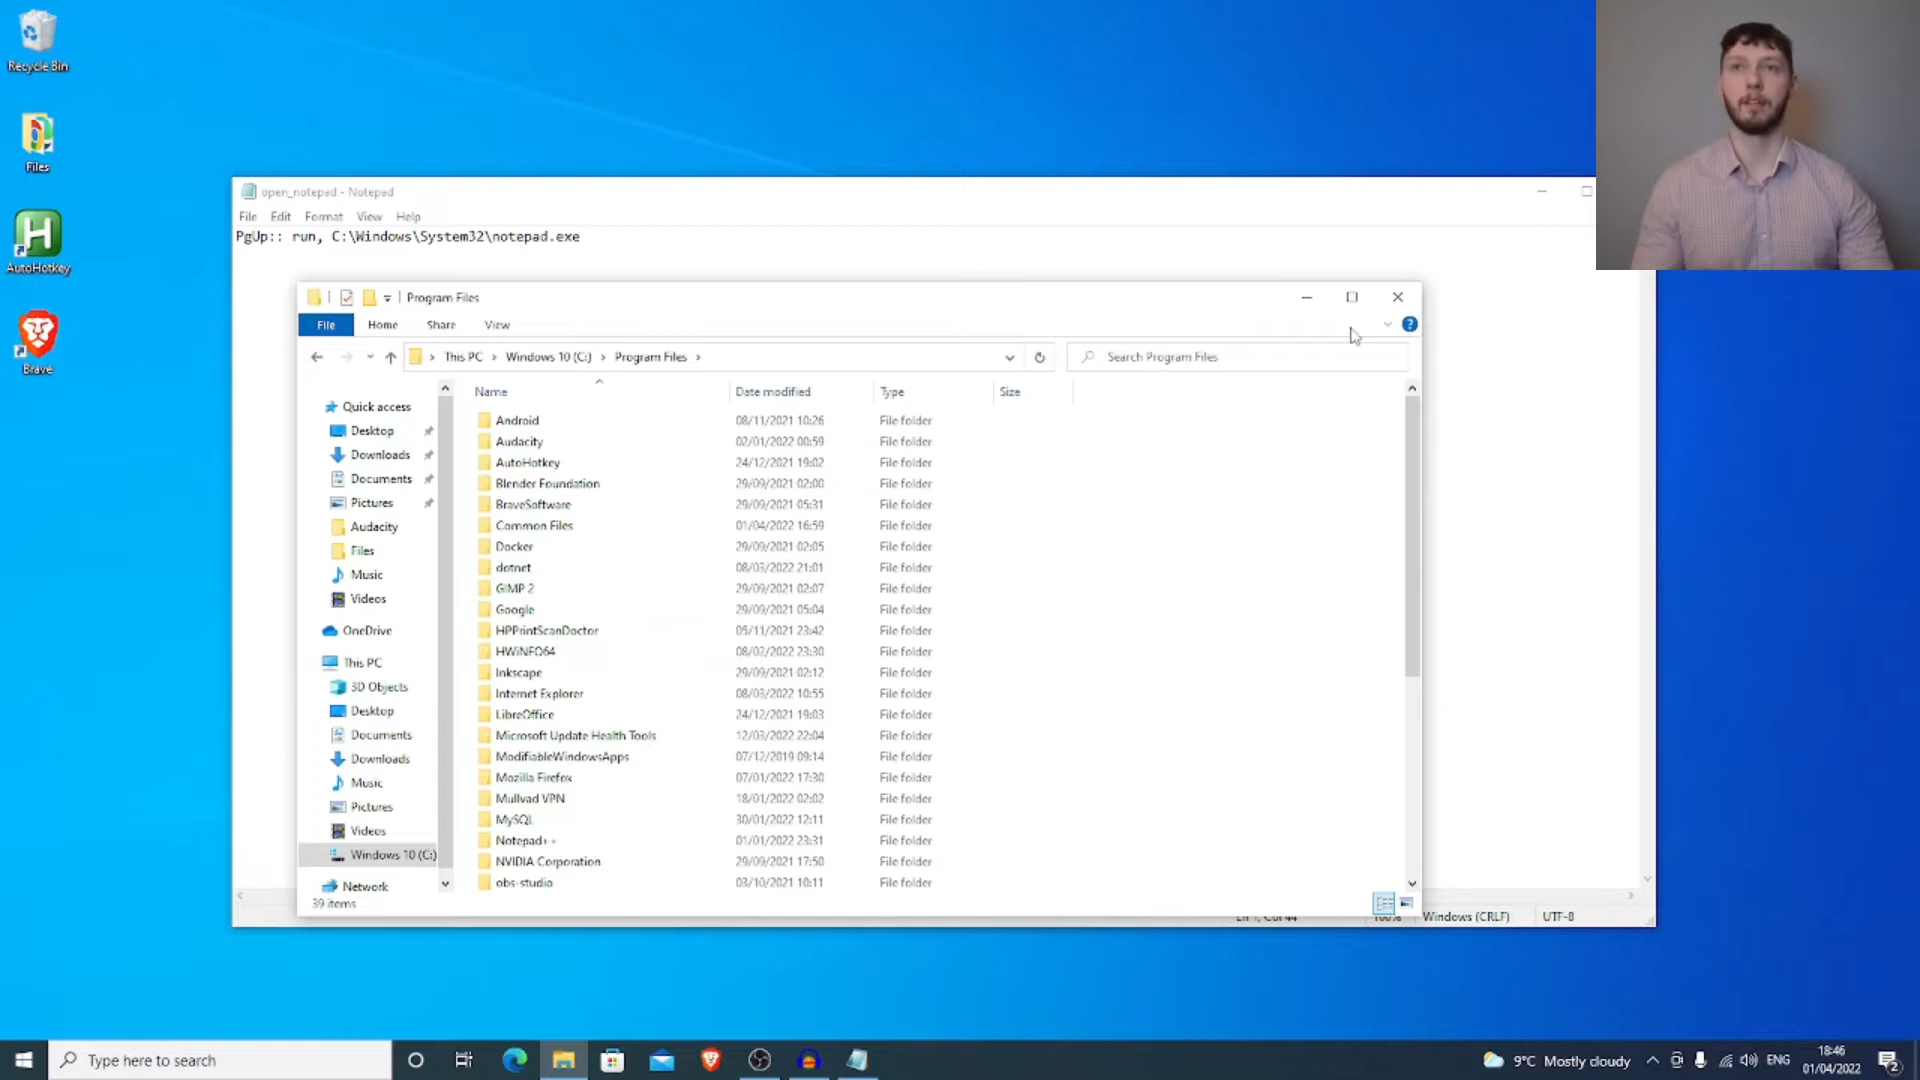 Recycle Bin
Files
AutoHotkey
Brave
open_notepad - Notepad
File Edit Format View Help
PgUp:: run, C:\Windows\System32\notepad.exe
Program Files
File Home Share View
This PC > Windows 10 (C:) > Program Files >
Search Program Files
Name Date modified Type Size
Quick access
Desktop
Downloads
Documents
Pictures
Audacity
Files
Music
Videos
OneDrive
This PC
3D Objects
Desktop
Documents
Downloads
Music
Pictures
Videos
Windows 10 (C:)
Network
Android 08/11/2021 10:26 File folder
Audacity 02/01/2022 00:59 File folder
AutoHotkey 24/12/2021 19:02 File folder
Blender Foundation 29/09/2021 02:00 File folder
BraveSoftware 29/09/2021 05:31 File folder
Common Files 01/04/2022 16:59 File folder
Docker 29/09/2021 02:05 File folder
dotnet 08/03/2022 21:01 File folder
GIMP 2 29/09/2021 02:07 File folder
Google 29/09/2021 05:04 File folder
HPPrintScanDoctor 05/11/2021 23:42 File folder
HWiNFO64 08/02/2022 23:30 File folder
Inkscape 29/09/2021 02:12 File folder
Internet Explorer 08/03/2022 10:55 File folder
LibreOffice 24/12/2021 19:03 File folder
Microsoft Update Health Tools 12/03/2022 22:04 File folder
ModifiableWindowsApps 07/12/2019 09:14 File folder
Mozilla Firefox 07/01/2022 17:30 File folder
Mullvad VPN 18/01/2022 02:02 File folder
MySQL 30/01/2022 12:11 File folder
Notepad++ 01/01/2022 23:31 File folder
NVIDIA Corporation 29/09/2021 17:50 File folder
obs-studio 03/10/2021 10:11 File folder
39 items
Ln 1, Col 44 100% Windows (CRLF) UTF-8
Type here to search
9°C Mostly cloudy
ENG
18:46
01/04/2022
2